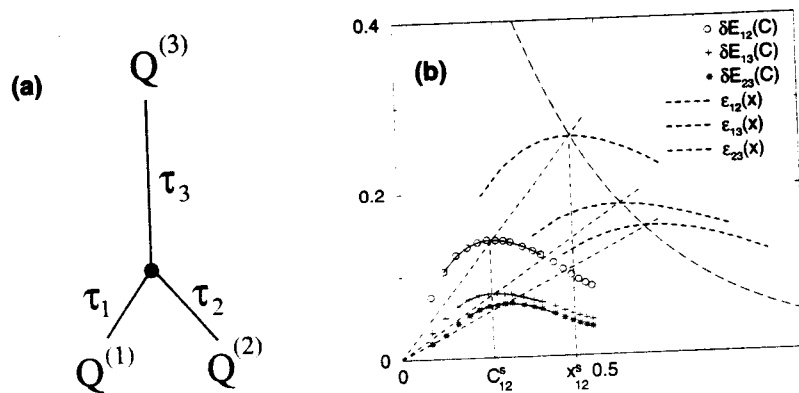 (a)
Q^(3)
τ_3
τ_1
τ_2
Q^(1)
Q^(2)
(b)
0.4
0.2
0
0
C^s_12
x^s_12
0.5
δE_12(C)
δE_13(C)
δE_23(C)
ε_12(x)
ε_13(x)
ε_23(x)